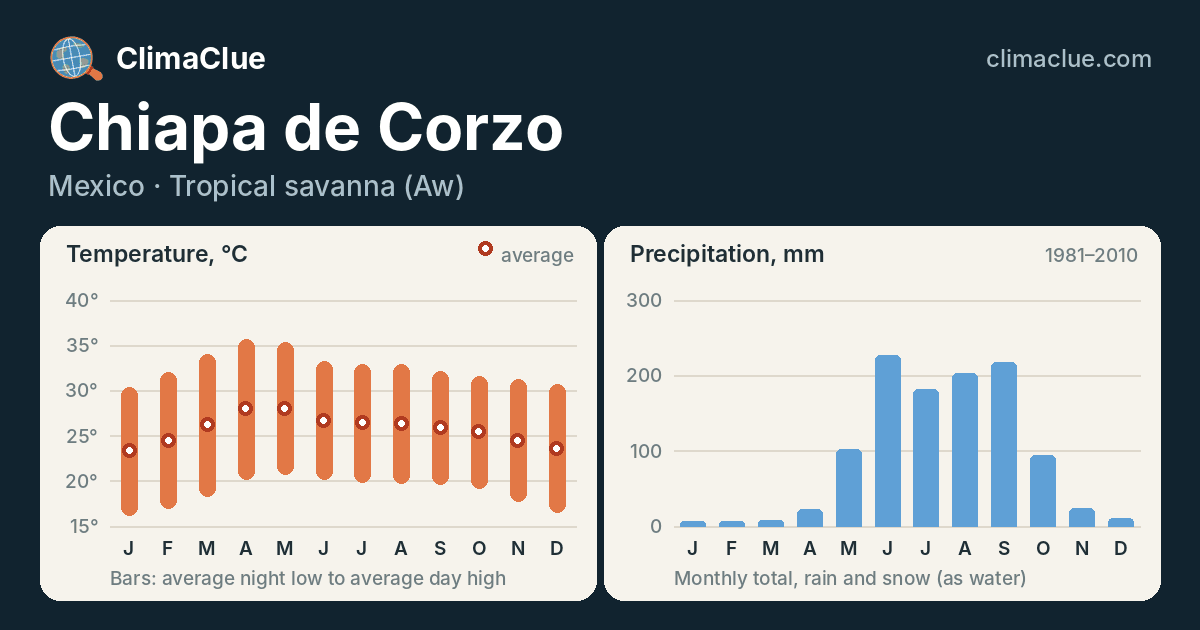 ClimaClue
climaclue.com
Chiapa de Corzo
Mexico · Tropical savanna (Aw)
Temperature, °C
average
40°
35°
30°
25°
20°
15°
J F M A M J J A S O N D
Bars: average night low to average day high
Precipitation, mm
1981–2010
300
200
100
0
J F M A M J J A S O N D
Monthly total, rain and snow (as water)